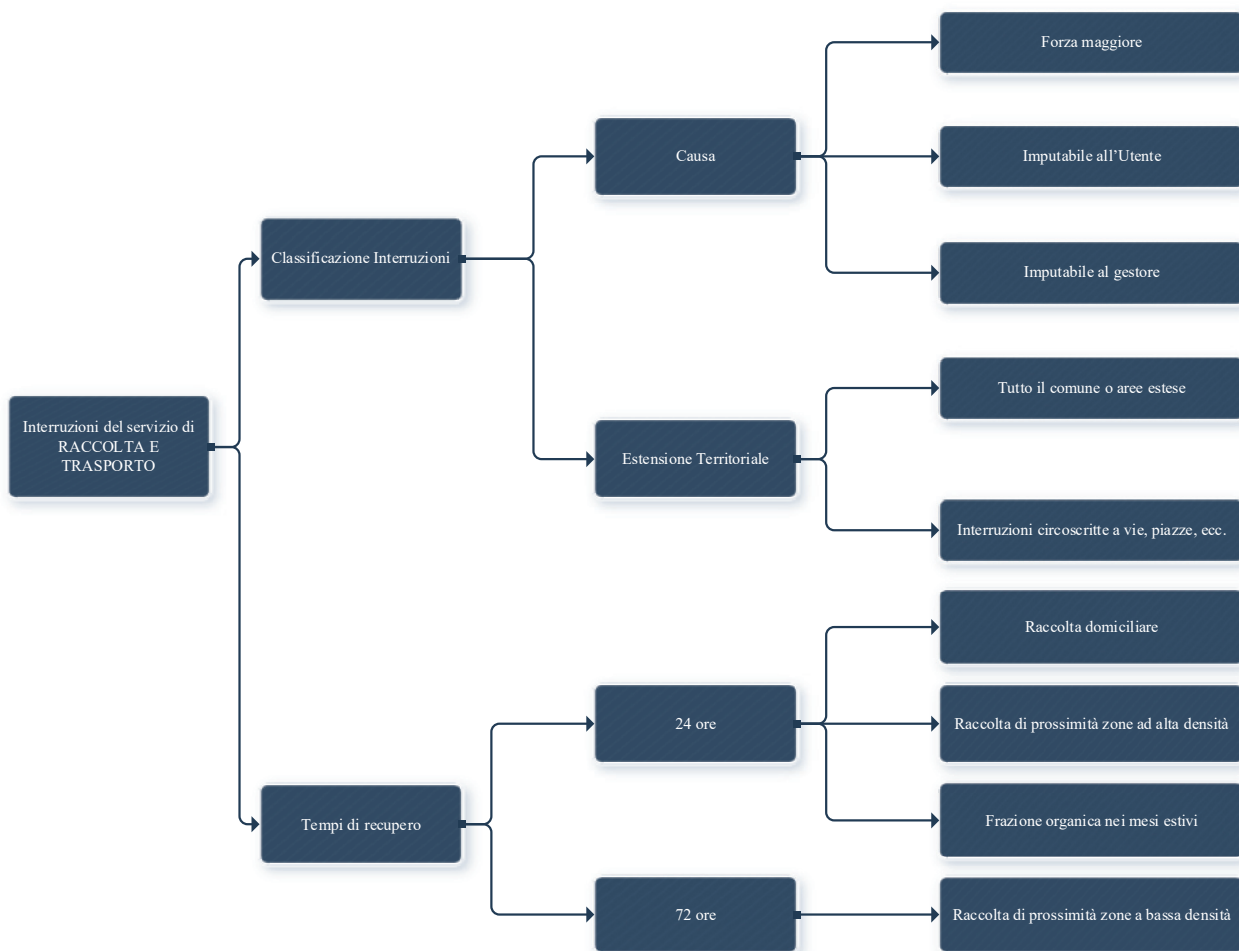 Forza maggiore
Causa
Imputabile all’Utente
Classificazione Interruzioni
Imputabile al gestore
Tutto il comune o aree estese
Interruzioni del servizio di
RACCOLTA E
TRASPORTO
Estensione Territoriale
Interruzioni circoscritte a vie, piazze, ecc.
Raccolta domiciliare
24 ore
Raccolta di prossimità zone ad alta densità
Tempi di recupero
Frazione organica nei mesi estivi
72 ore
Raccolta di prossimità zone a bassa densità